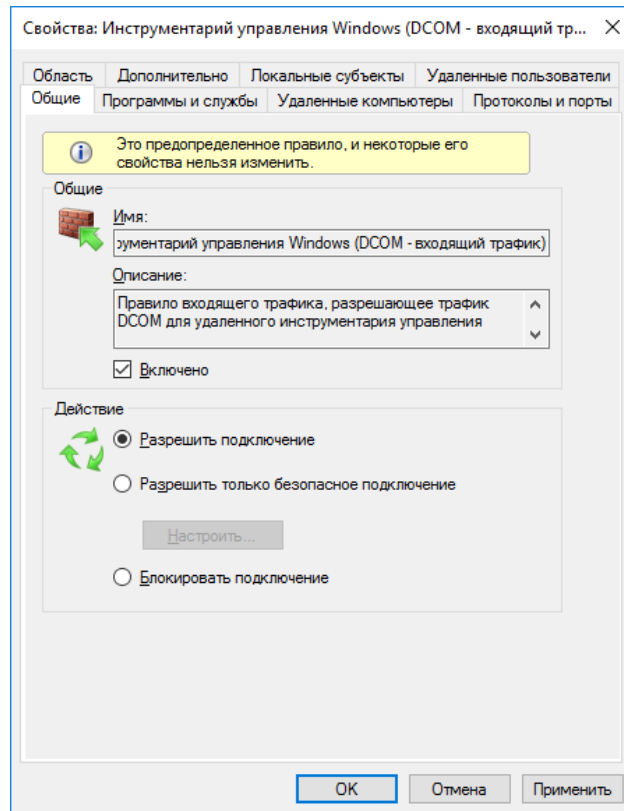 Свойства: Инструментарий управления Windows (DCOM - входящий тр...
Область Дополнительно Локальные субъекты Удаленные пользователи
Общие Программы и службы Удаленные компьютеры Протоколы и порты
Это предопределенное правило, и некоторые его
свойства нельзя изменить.
Общие
Имя:
рументарий управления Windows (DCOM - входящий трафик)
Описание:
Правило входящего трафика, разрешающее трафик
DCOM для удаленного инструментария управления
Включено
Действие
Разрешить подключение
Разрешить только безопасное подключение
Настроить...
Блокировать подключение
OK Отмена Применить